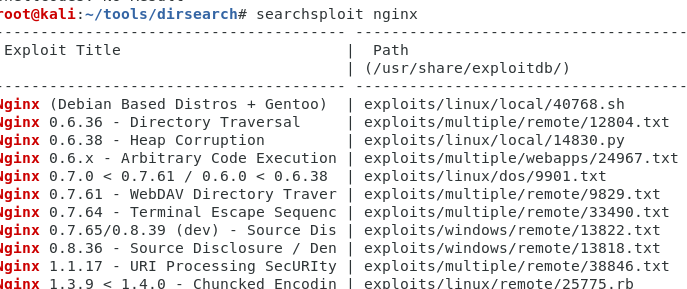 root@kali:~/tools/dirsearch# searchsploit nginx
---------------------------------- ----------------------------------
Exploit Title | Path
| (/usr/share/exploitdb/)
---------------------------------- ----------------------------------
Nginx (Debian Based Distros + Gentoo) | exploits/linux/local/40768.sh
Nginx 0.6.36 - Directory Traversal | exploits/multiple/remote/12804.txt
Nginx 0.6.38 - Heap Corruption | exploits/linux/local/14830.py
Nginx 0.6.x - Arbitrary Code Execution | exploits/multiple/webapps/24967.txt
Nginx 0.7.0 < 0.7.61 / 0.6.0 < 0.6.38 | exploits/linux/dos/9901.txt
Nginx 0.7.61 - WebDAV Directory Traver | exploits/multiple/remote/9829.txt
Nginx 0.7.64 - Terminal Escape Sequenc | exploits/multiple/remote/33490.txt
Nginx 0.7.65/0.8.39 (dev) - Source Dis | exploits/windows/remote/13822.txt
Nginx 0.8.36 - Source Disclosure / Den | exploits/windows/remote/13818.txt
Nginx 1.1.17 - URI Processing SecURIty | exploits/multiple/remote/38846.txt
Nginx 1.3.9 < 1.4.0 - Chuncked Encodin | exploits/linux/remote/25775.rb